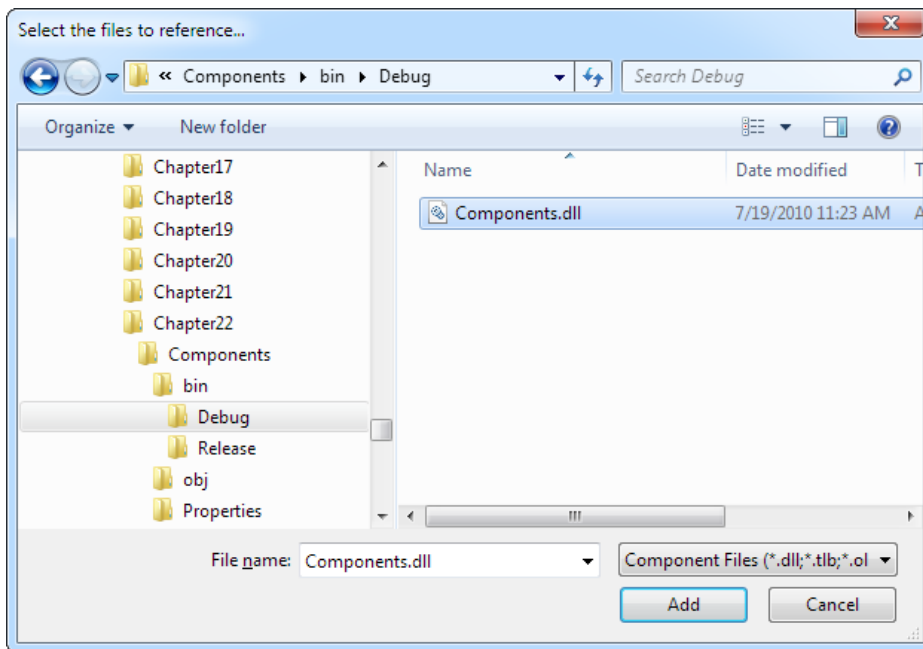 Select the files to reference...
« Components bin Debug
Search Debug
Organize New folder
Name Date modified T
Components.dll 7/19/2010 11:23 AM A
Chapter17
Chapter18
Chapter19
Chapter20
Chapter21
Chapter22
Components
bin
Debug
Release
obj
Properties
File name: Components.dll
Component Files (*.dll;*.tlb;*.ol
Add Cancel